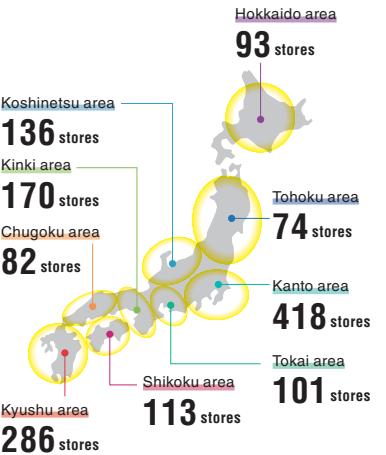 Hokkaido area
93 stores
Koshinetsu area
136 stores
Kinki area
170 stores
Chugoku area
82 stores
Tohoku area
74 stores
Kanto area
418 stores
Tokai area
101 stores
Shikoku area
113 stores
Kyushu area
286 stores